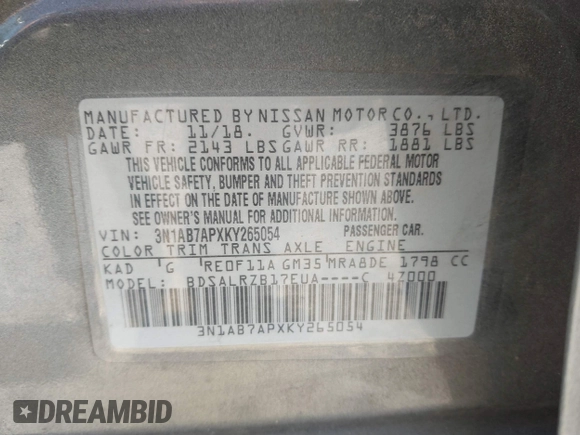 MANUFACTURED BY NISSAN MOTOR CO., LTD.
DATE: 11/18. GVWR: 3876 LBS
GAWR FR: 2143 LBS GAWR RR: 1881 LBS
THIS VEHICLE CONFORMS TO ALL APPLICABLE FEDERAL MOTOR
VEHICLE SAFETY, BUMPER AND THEFT PREVENTION STANDARDS
IN EFFECT ON THE DATE OF MANUFACTURE SHOWN ABOVE.
SEE OWNER'S MANUAL FOR ADDITIONAL INFORMATION.
VIN: 3N1AB7APXKY265054 PASSENGER CAR.
COLOR TRIM TRANS AXLE ENGINE
KAD G RE0F11A GM35 MRA8DE 1798 CC
MODEL: BDSALRZB17EUA----C 47000
3N1AB7APXKY265054
DREAMBID